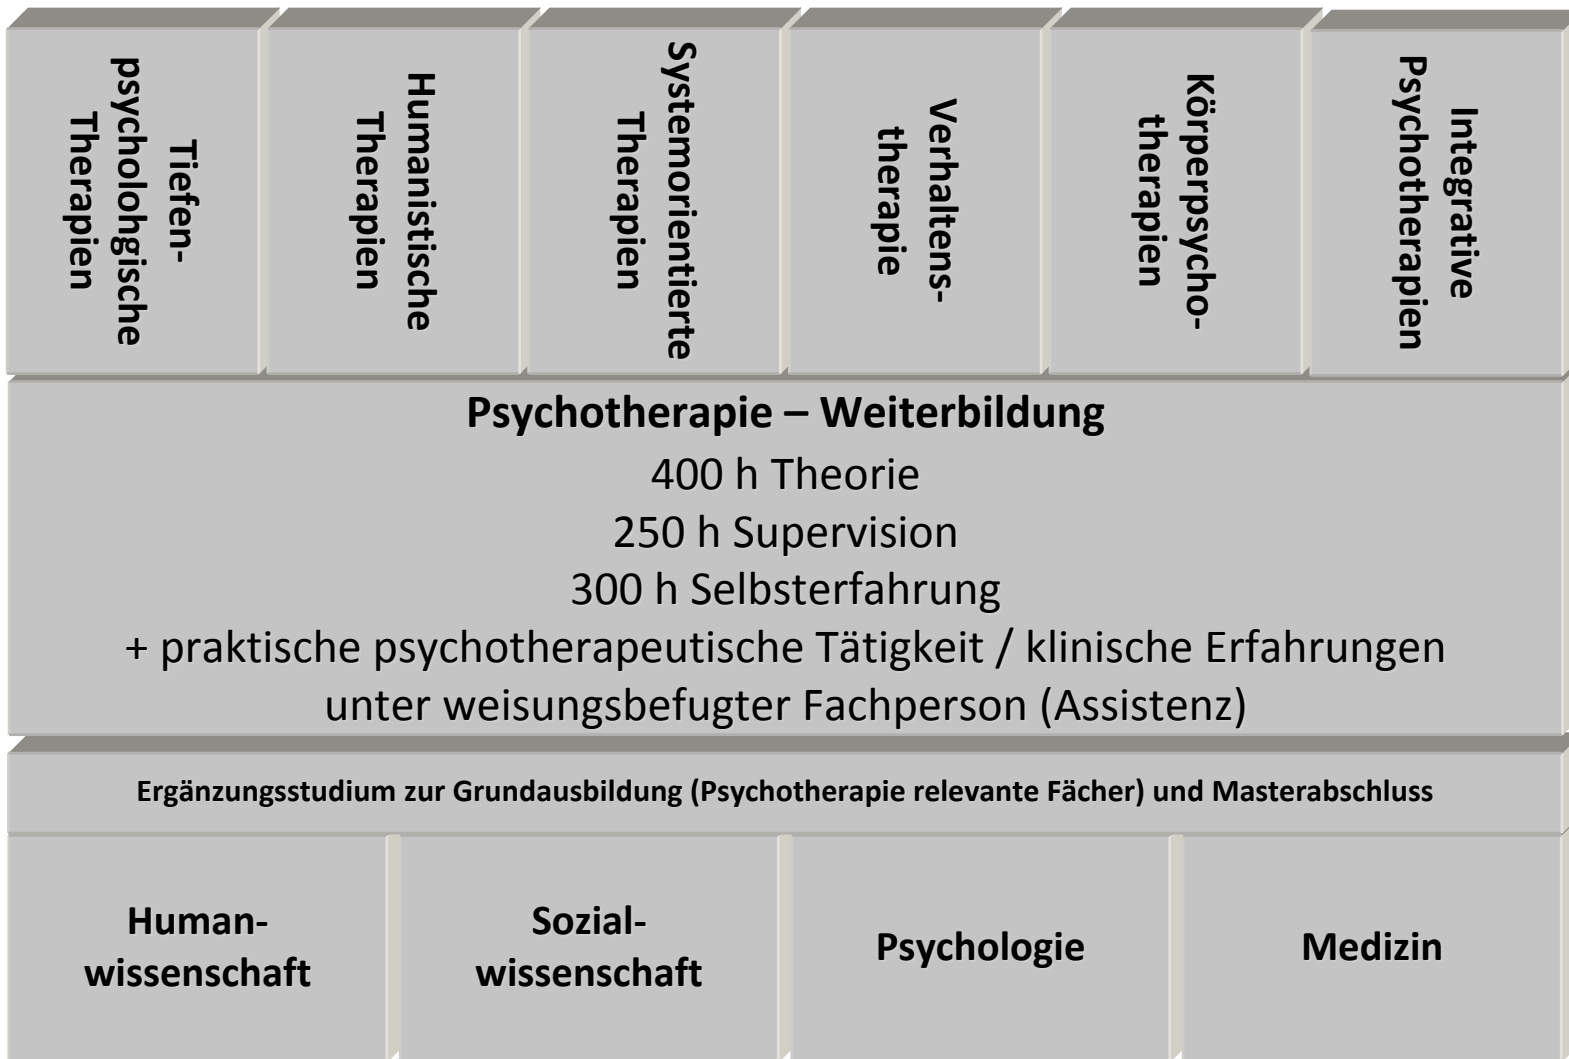 Tiefen-
psycholohgische
Therapien
Humanistische
Therapien
Systemorientierte
Therapien
Verhaltens-
therapie
Körperpsycho-
therapien
Integrative
Psychotherapien
Psychotherapie – Weiterbildung
400 h Theorie
250 h Supervision
300 h Selbsterfahrung
+ praktische psychotherapeutische Tätigkeit / klinische Erfahrungen
unter weisungsbefugter Fachperson (Assistenz)
Ergänzungsstudium zur Grundausbildung (Psychotherapie relevante Fächer) und Masterabschluss
Human-
wissenschaft
Sozial-
wissenschaft
Psychologie
Medizin